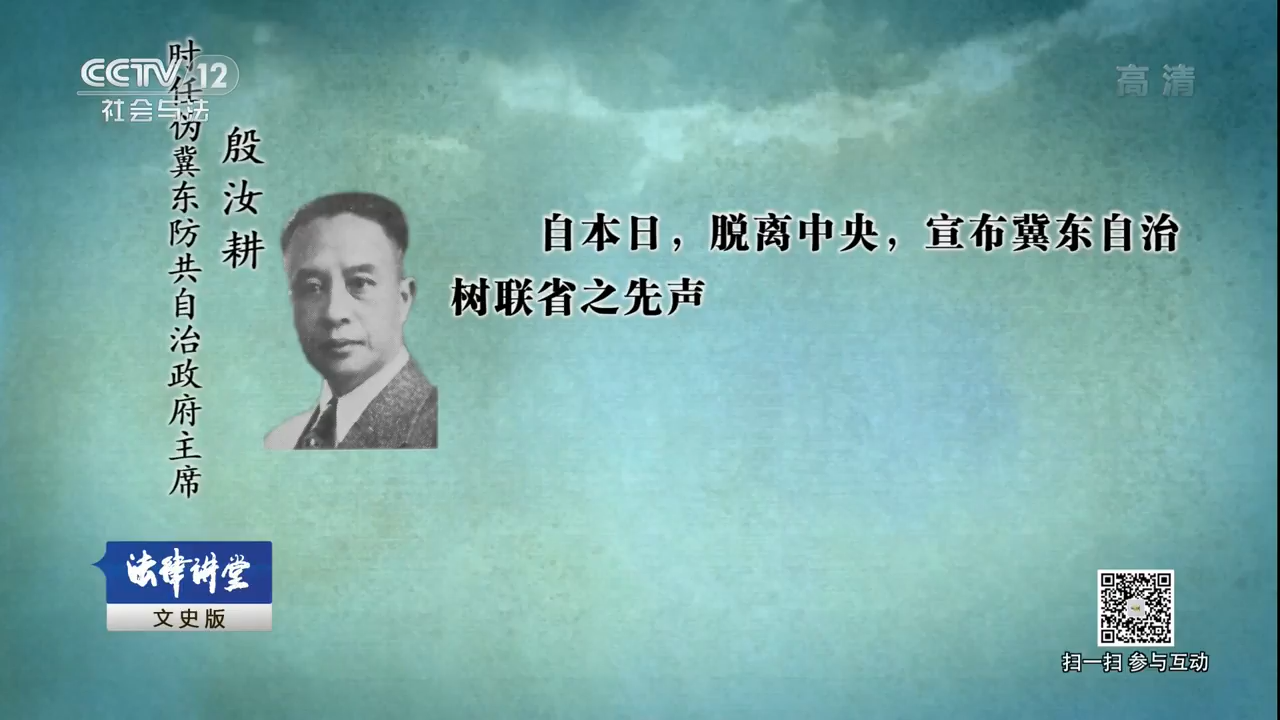 CCTV 12
社会与法
高清
时任伪冀东防共自治政府主席
殷汝耕
自本日，脱离中央，宣布冀东自治
树联省之先声
法律讲堂
文史版
扫一扫 参与互动